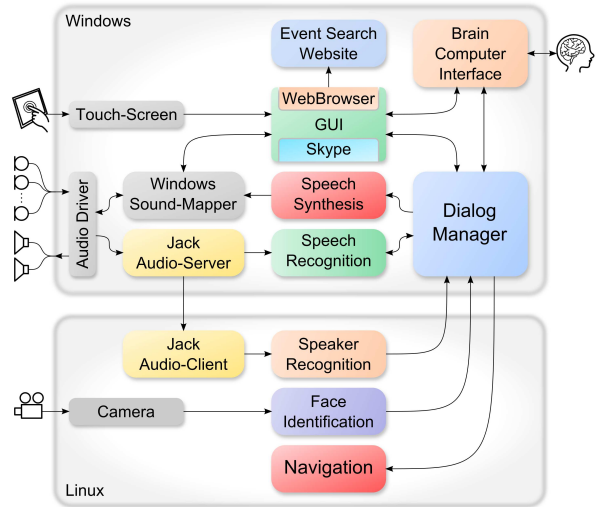 Windows
Event Search
Website
Brain
Computer
Interface
WebBrowser
GUI
Skype
Touch-Screen
Audio Driver
Windows
Sound-Mapper
Speech
Synthesis
Dialog
Manager
Jack
Audio-Server
Speech
Recognition
Jack
Audio-Client
Speaker
Recognition
Camera
Face
Identification
Navigation
Linux